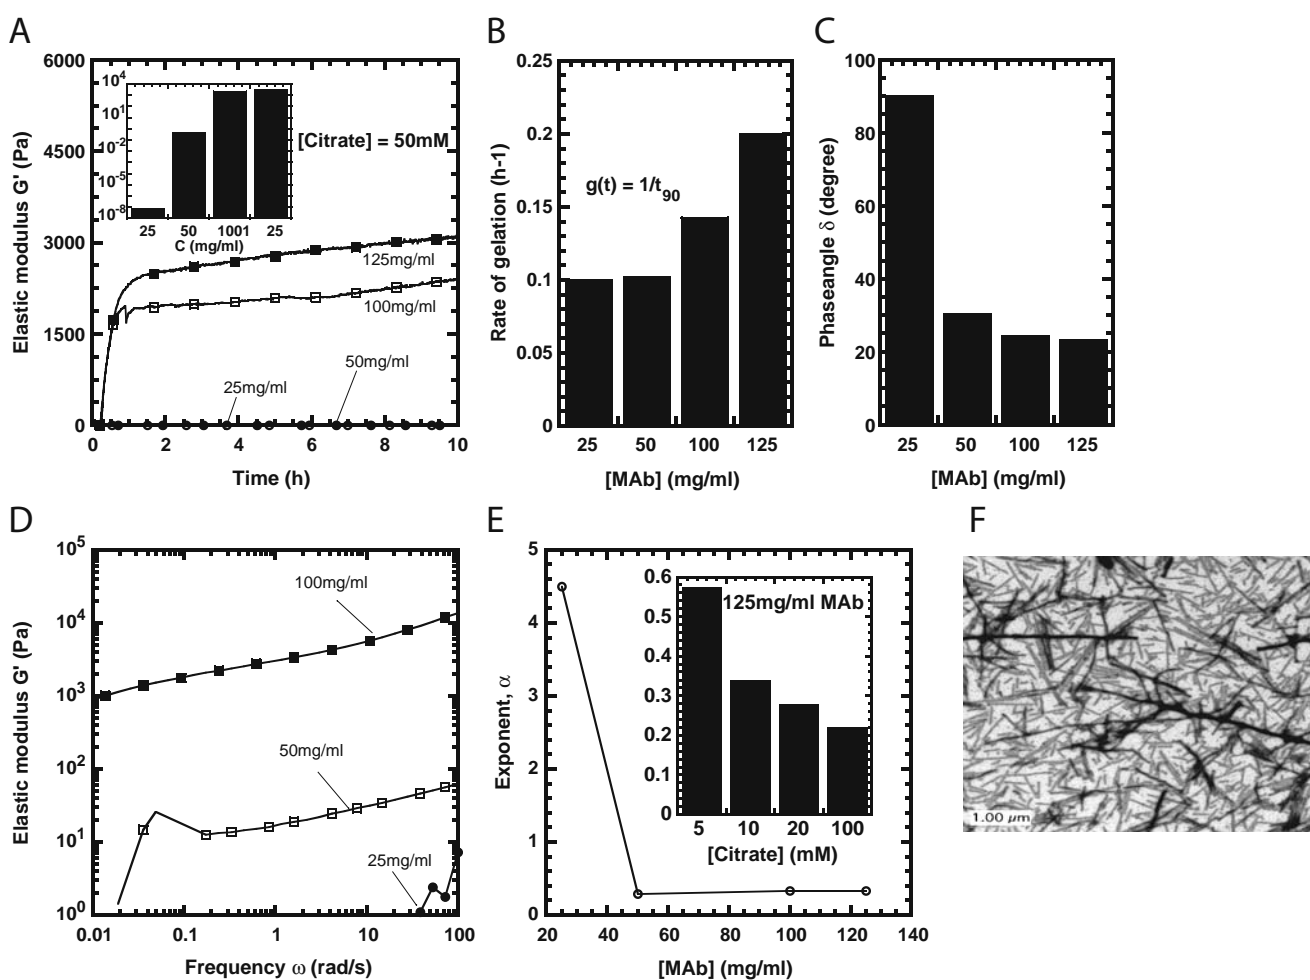 A
6000
4500
3000
1500
0
Elastic modulus G' (Pa)
10^4
10^1
10^-2
10^-5
10^-8
25 50 1001 25
C (mg/ml)
[Citrate] = 50mM
125mg/ml
100mg/ml
50mg/ml
25mg/ml
0 2 4 6 8 10
Time (h)
B
0.25
0.2
0.15
0.1
0.05
0
Rate of gelation (h-1)
g(t) = 1/t_90
25 50 100 125
[MAb] (mg/ml)
C
100
80
60
40
20
0
Phaseangle δ (degree)
25 50 100 125
[MAb] (mg/ml)
D
10^5
10^4
10^3
10^2
10^1
10^0
Elastic modulus G' (Pa)
100mg/ml
50mg/ml
25mg/ml
0.01 0.1 1 10 100
Frequency ω (rad/s)
E
5
4
3
2
1
0
Exponent, α
0.6
0.5
0.4
0.3
0.2
0.1
0
125mg/ml MAb
5 10 20 100
[Citrate] (mM)
20 40 60 80 100 120 140
[MAb] (mg/ml)
F
1.00 µm